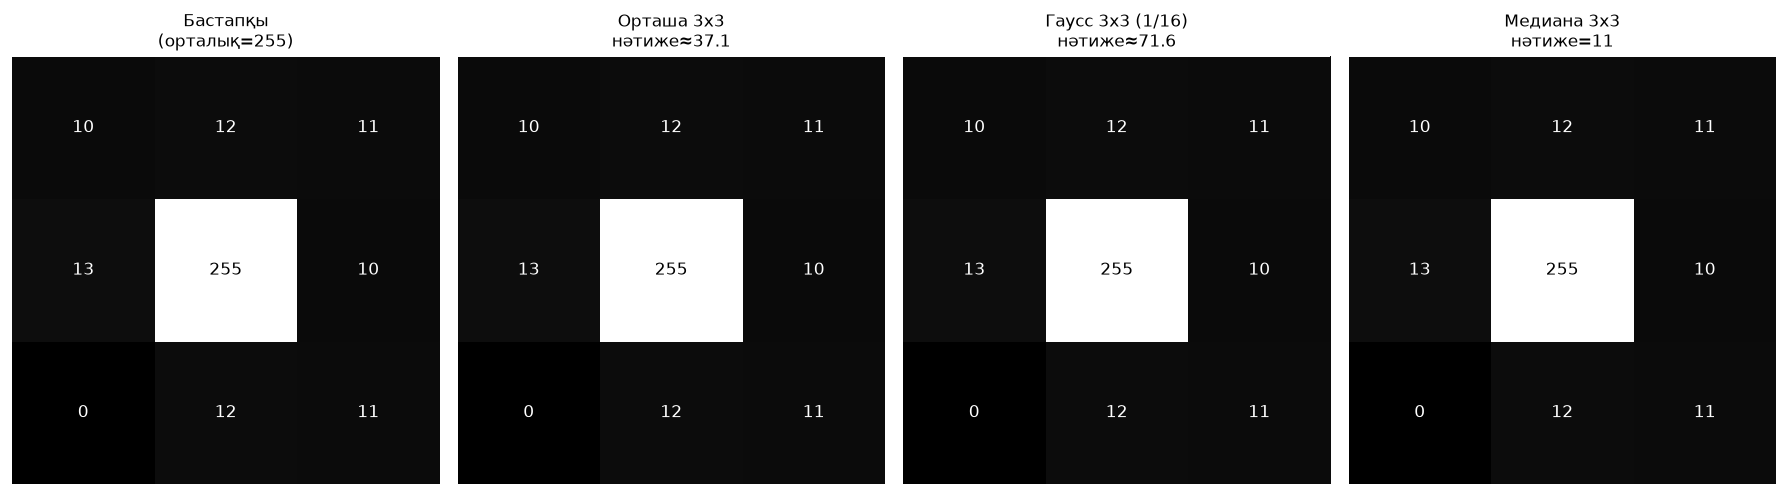 Бастапқы
(орталық=255)
Орташа 3x3
нәтиже≈37.1
Гаусс 3x3 (1/16)
нәтиже≈71.6
Медиана 3x3
нәтиже=11
10 12 11
13 255 10
0 12 11
10 12 11
13 255 10
0 12 11
10 12 11
13 255 10
0 12 11
10 12 11
13 255 10
0 12 11